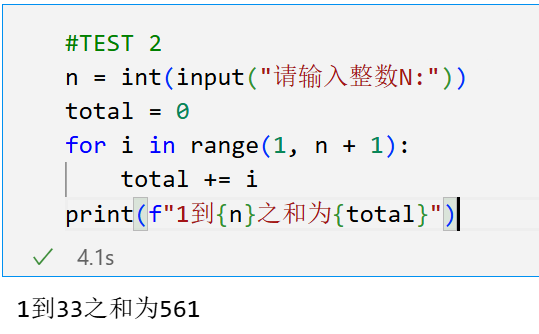 #TEST 2
n = int(input("请输入整数N:"))
total = 0
for i in range(1, n + 1):
    total += i
print(f"1到{n}之和为{total}")
✓ 4.1s
1到33之和为561